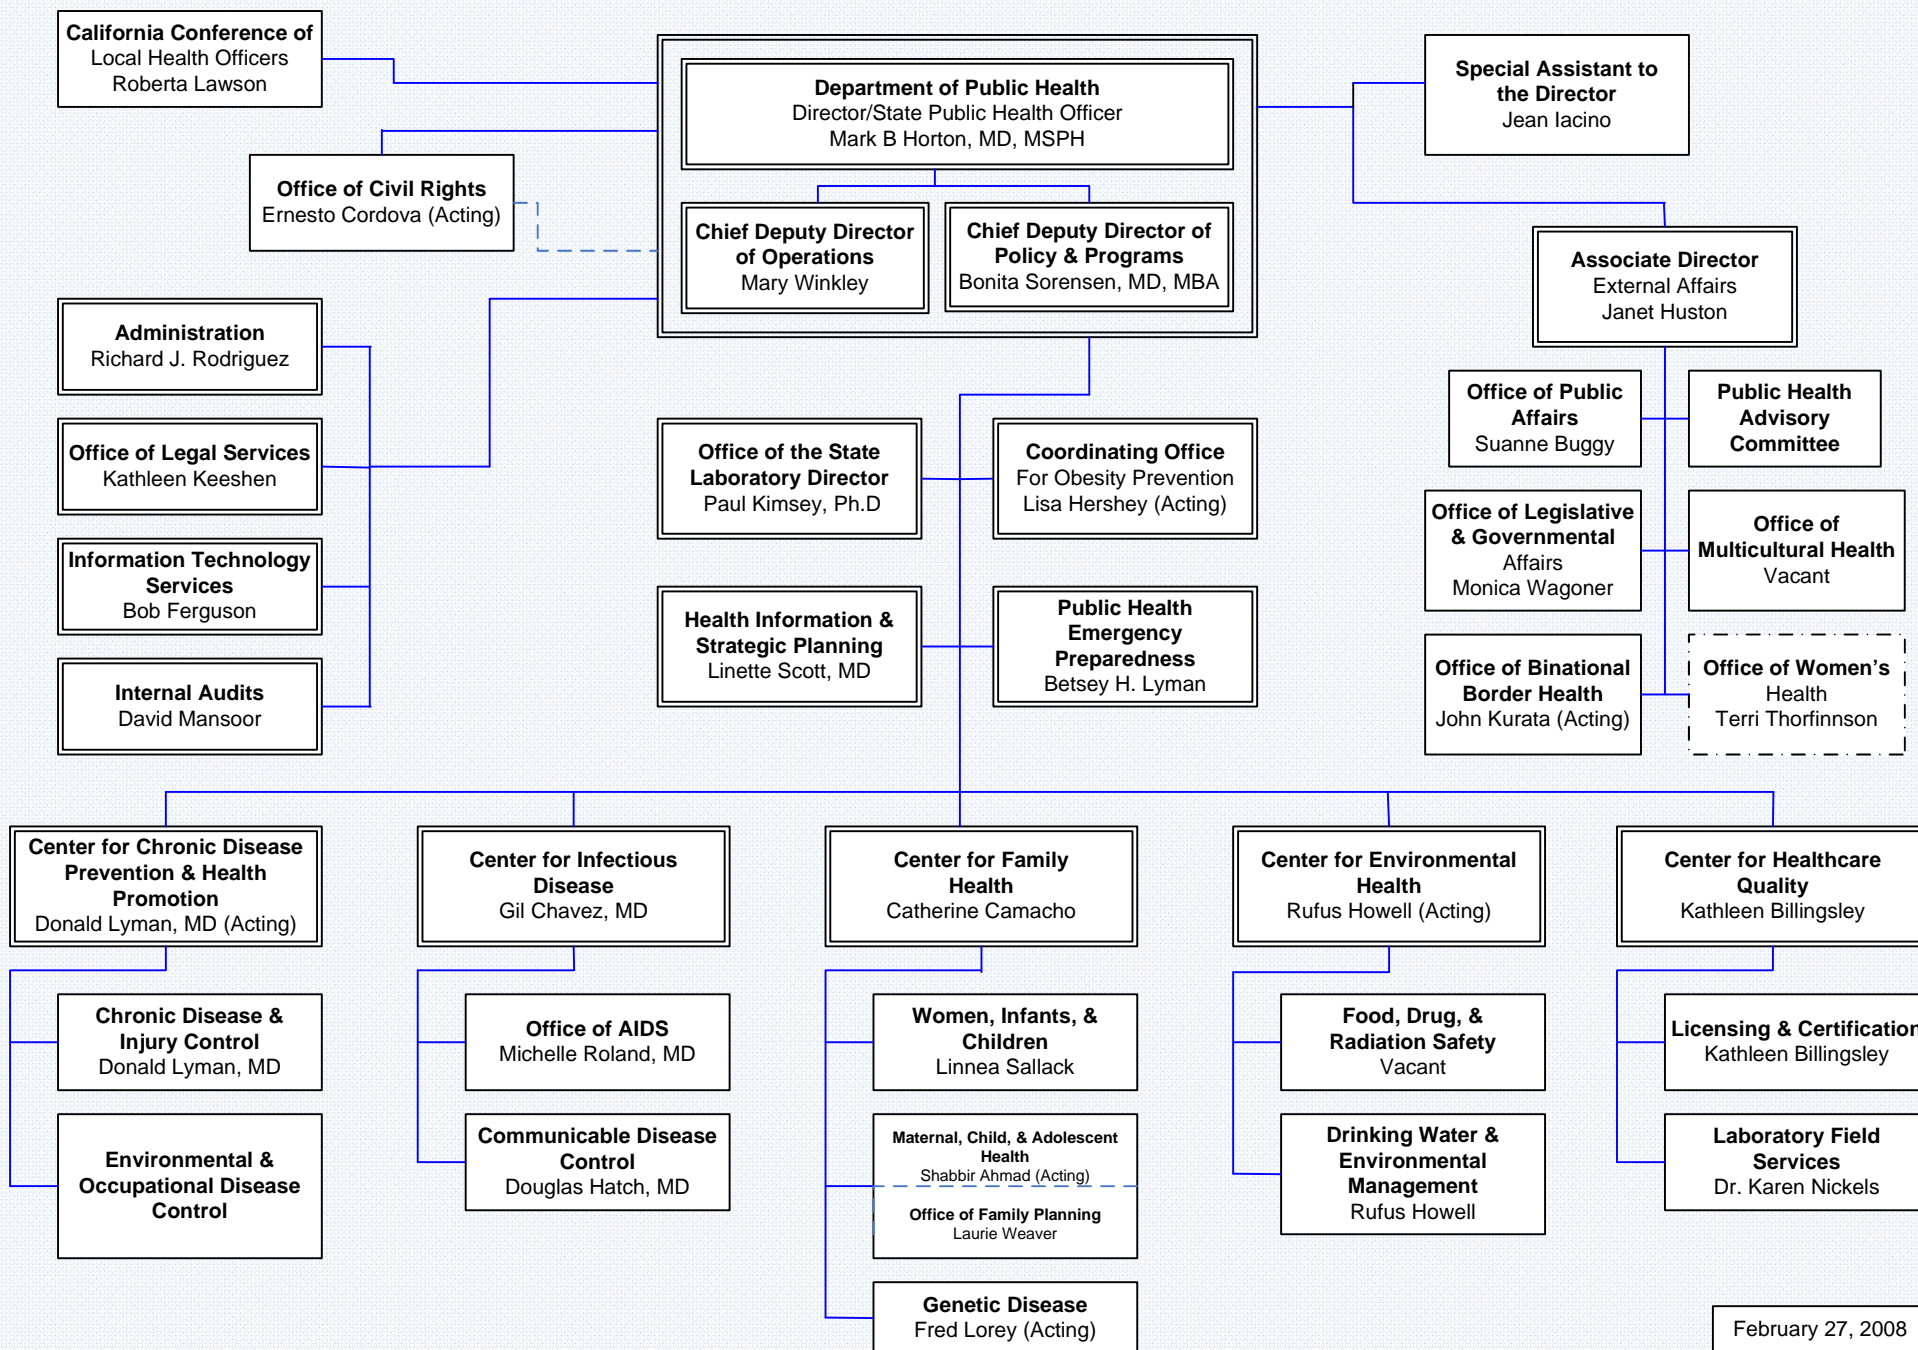 California Conference of
Local Health Officers
Roberta Lawson
Department of Public Health
Director/State Public Health Officer
Mark B Horton, MD, MSPH
Special Assistant to
the Director
Jean Iacino
Office of Civil Rights
Ernesto Cordova (Acting)
Chief Deputy Director
of Operations
Mary Winkley
Chief Deputy Director of
Policy & Programs
Bonita Sorensen, MD, MBA
Associate Director
External Affairs
Janet Huston
Administration
Richard J. Rodriguez
Office of Legal Services
Kathleen Keeshen
Information Technology
Services
Bob Ferguson
Internal Audits
David Mansoor
Office of the State
Laboratory Director
Paul Kimsey, Ph.D
Coordinating Office
For Obesity Prevention
Lisa Hershey (Acting)
Health Information &
Strategic Planning
Linette Scott, MD
Public Health
Emergency
Preparedness
Betsey H. Lyman
Office of Public
Affairs
Suanne Buggy
Public Health
Advisory
Committee
Office of Legislative
& Governmental
Affairs
Monica Wagoner
Office of
Multicultural Health
Vacant
Office of Binational
Border Health
John Kurata (Acting)
Office of Women's
Health
Terri Thorfinnson
Center for Chronic Disease
Prevention & Health
Promotion
Donald Lyman, MD (Acting)
Chronic Disease &
Injury Control
Donald Lyman, MD
Environmental &
Occupational Disease
Control
Center for Infectious
Disease
Gil Chavez, MD
Office of AIDS
Michelle Roland, MD
Communicable Disease
Control
Douglas Hatch, MD
Center for Family
Health
Catherine Camacho
Women, Infants, &
Children
Linnea Sallack
Maternal, Child, & Adolescent
Health
Shabbir Ahmad (Acting)
Office of Family Planning
Laurie Weaver
Genetic Disease
Fred Lorey (Acting)
Center for Environmental
Health
Rufus Howell (Acting)
Food, Drug, &
Radiation Safety
Vacant
Drinking Water &
Environmental
Management
Rufus Howell
Center for Healthcare
Quality
Kathleen Billingsley
Licensing & Certification
Kathleen Billingsley
Laboratory Field
Services
Dr. Karen Nickels
February 27, 2008